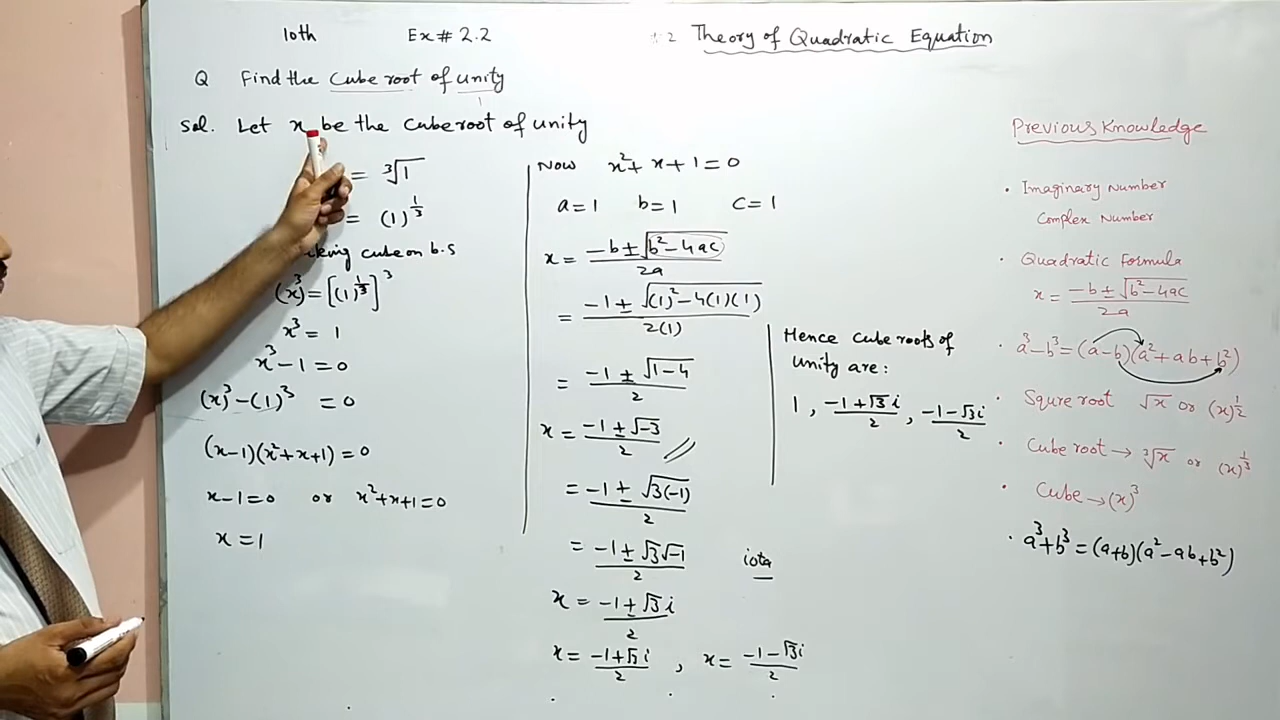 10th Ex# 2.2
2 Theory of Quadratic Equation
Q Find the cube root of unity
1
Sol. Let x be the cube root of unity
= ∛1
= (1)^{1/3}
cube on b.s
(x)³ = [(1)^{1/3}]³
x³ = 1
x³ - 1 = 0
(x)³ - (1)³ = 0
(x-1)(x²+x+1) = 0
x-1=0 or x²+x+1=0
x = 1
Now x² + x + 1 = 0
a=1 b=1 c=1
x = (-b ± √(b²-4ac))/2a
= (-1 ± √((1)²-4(1)(1)))/2(1)
= (-1 ± √(1-4))/2
x = (-1 ± √-3)/2
= (-1 ± √(3(-1)))/2
= (-1 ± √3√-1)/2 iota
x = (-1 ± √3 i)/2
x = (-1+√3 i)/2 , x = (-1-√3 i)/2
Hence cube roots of
unity are:
1, (-1+√3 i)/2, (-1-√3 i)/2
Previous Knowledge
• Imaginary Number
Complex Number
• Quadratic formula
x = (-b ± √(b²-4ac))/2a
• a³-b³=(a-b)(a²+ab+b²)
• Squre root √x or (x)^{1/2}
• Cube root → ∛x or (x)^{1/3}
• Cube → (x)³
• a³+b³=(a+b)(a²-ab+b²)